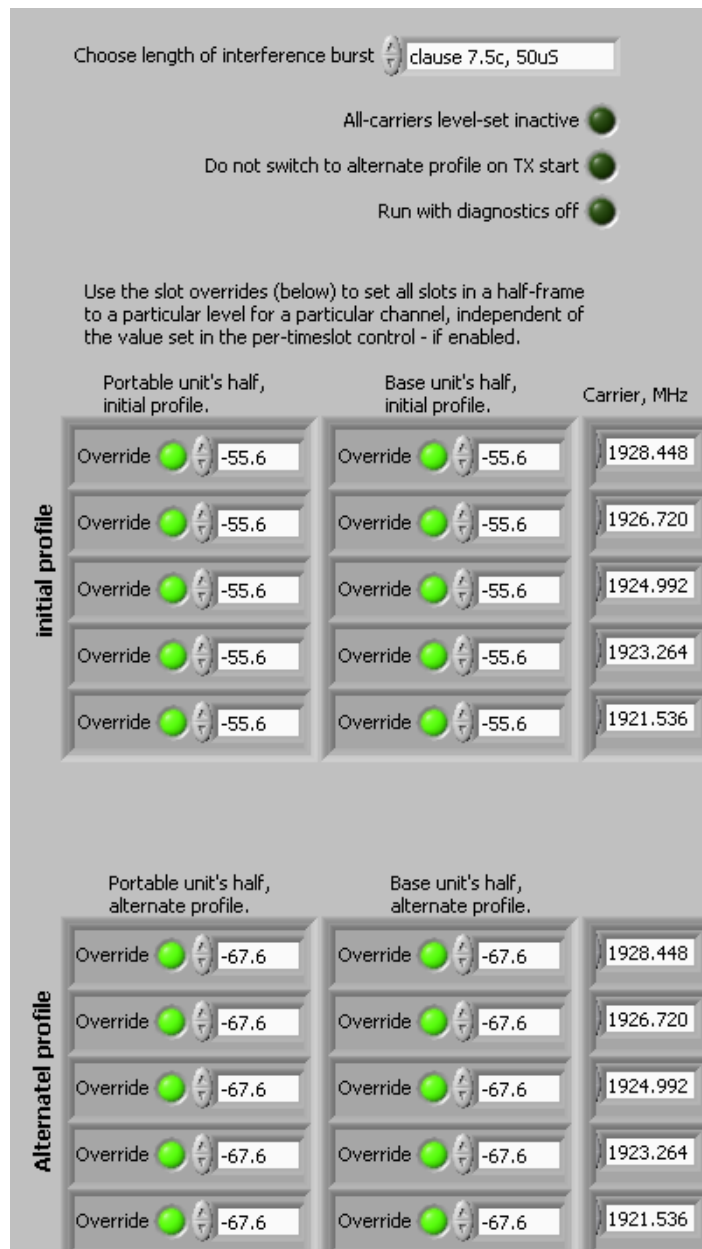 Choose length of interference burst clause 7.5c, 50uS
All-carriers level-set inactive
Do not switch to alternate profile on TX start
Run with diagnostics off
Use the slot overrides (below) to set all slots in a half-frame
to a particular level for a particular channel, independent of
the value set in the per-timeslot control - if enabled.
Portable unit's half,
initial profile.
Base unit's half,
initial profile.
Carrier, MHz
initial profile
Override -55.6 Override -55.6 1928.448
Override -55.6 Override -55.6 1926.720
Override -55.6 Override -55.6 1924.992
Override -55.6 Override -55.6 1923.264
Override -55.6 Override -55.6 1921.536
Portable unit's half,
alternate profile.
Base unit's half,
alternate profile.
Alternatel profile
Override -67.6 Override -67.6 1928.448
Override -67.6 Override -67.6 1926.720
Override -67.6 Override -67.6 1924.992
Override -67.6 Override -67.6 1923.264
Override -67.6 Override -67.6 1921.536